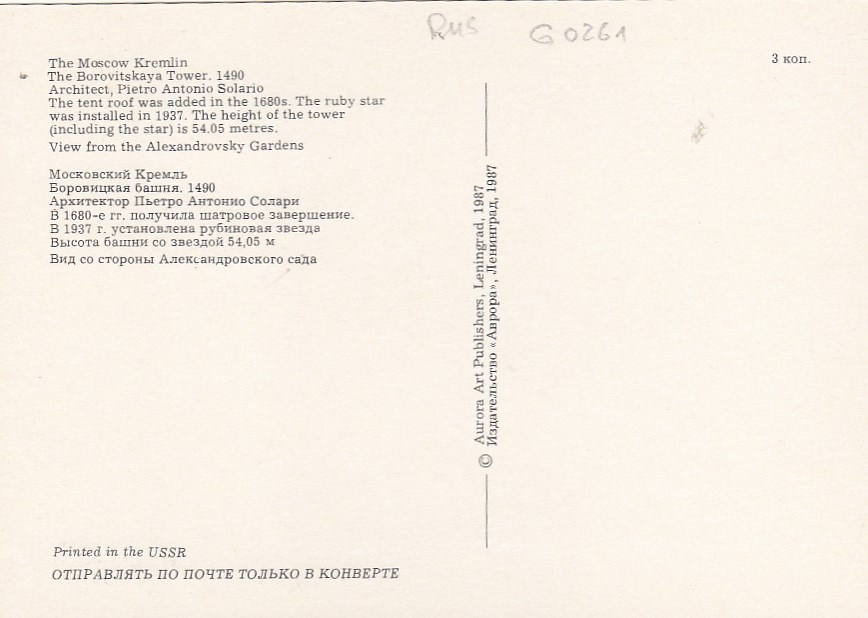 RUS G0261
3 коп.
The Moscow Kremlin
The Borovitskaya Tower. 1490
Architect, Pietro Antonio Solario
The tent roof was added in the 1680s. The ruby star
was installed in 1937. The height of the tower
(including the star) is 54.05 metres.
View from the Alexandrovsky Gardens
Московский Кремль
Боровицкая башня. 1490
Архитектор Пьетро Антонио Солари
В 1680-е гг. получила шатровое завершение.
В 1937 г. установлена рубиновая звезда
Высота башни со звездой 54,05 м
Вид со стороны Александровского сада
© Aurora Art Publishers, Leningrad, 1987
Издательство «Аврора», Ленинград, 1987
Printed in the USSR
ОТПРАВЛЯТЬ ПО ПОЧТЕ ТОЛЬКО В КОНВЕРТЕ